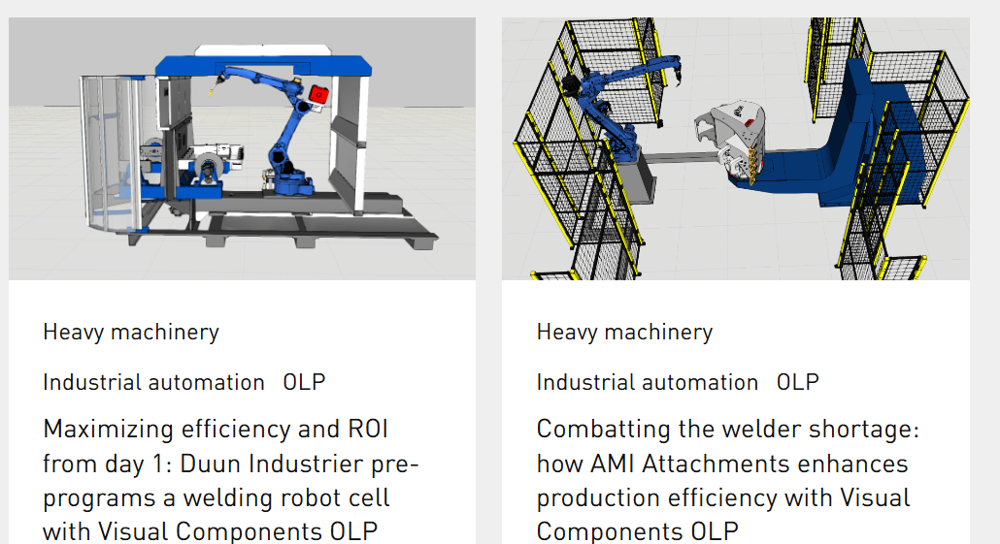 Heavy machinery
Industrial automation OLP
Maximizing efficiency and ROI
from day 1: Duun Industrier pre-
programs a welding robot cell
with Visual Components OLP
Heavy machinery
Industrial automation OLP
Combatting the welder shortage:
how AMI Attachments enhances
production efficiency with Visual
Components OLP